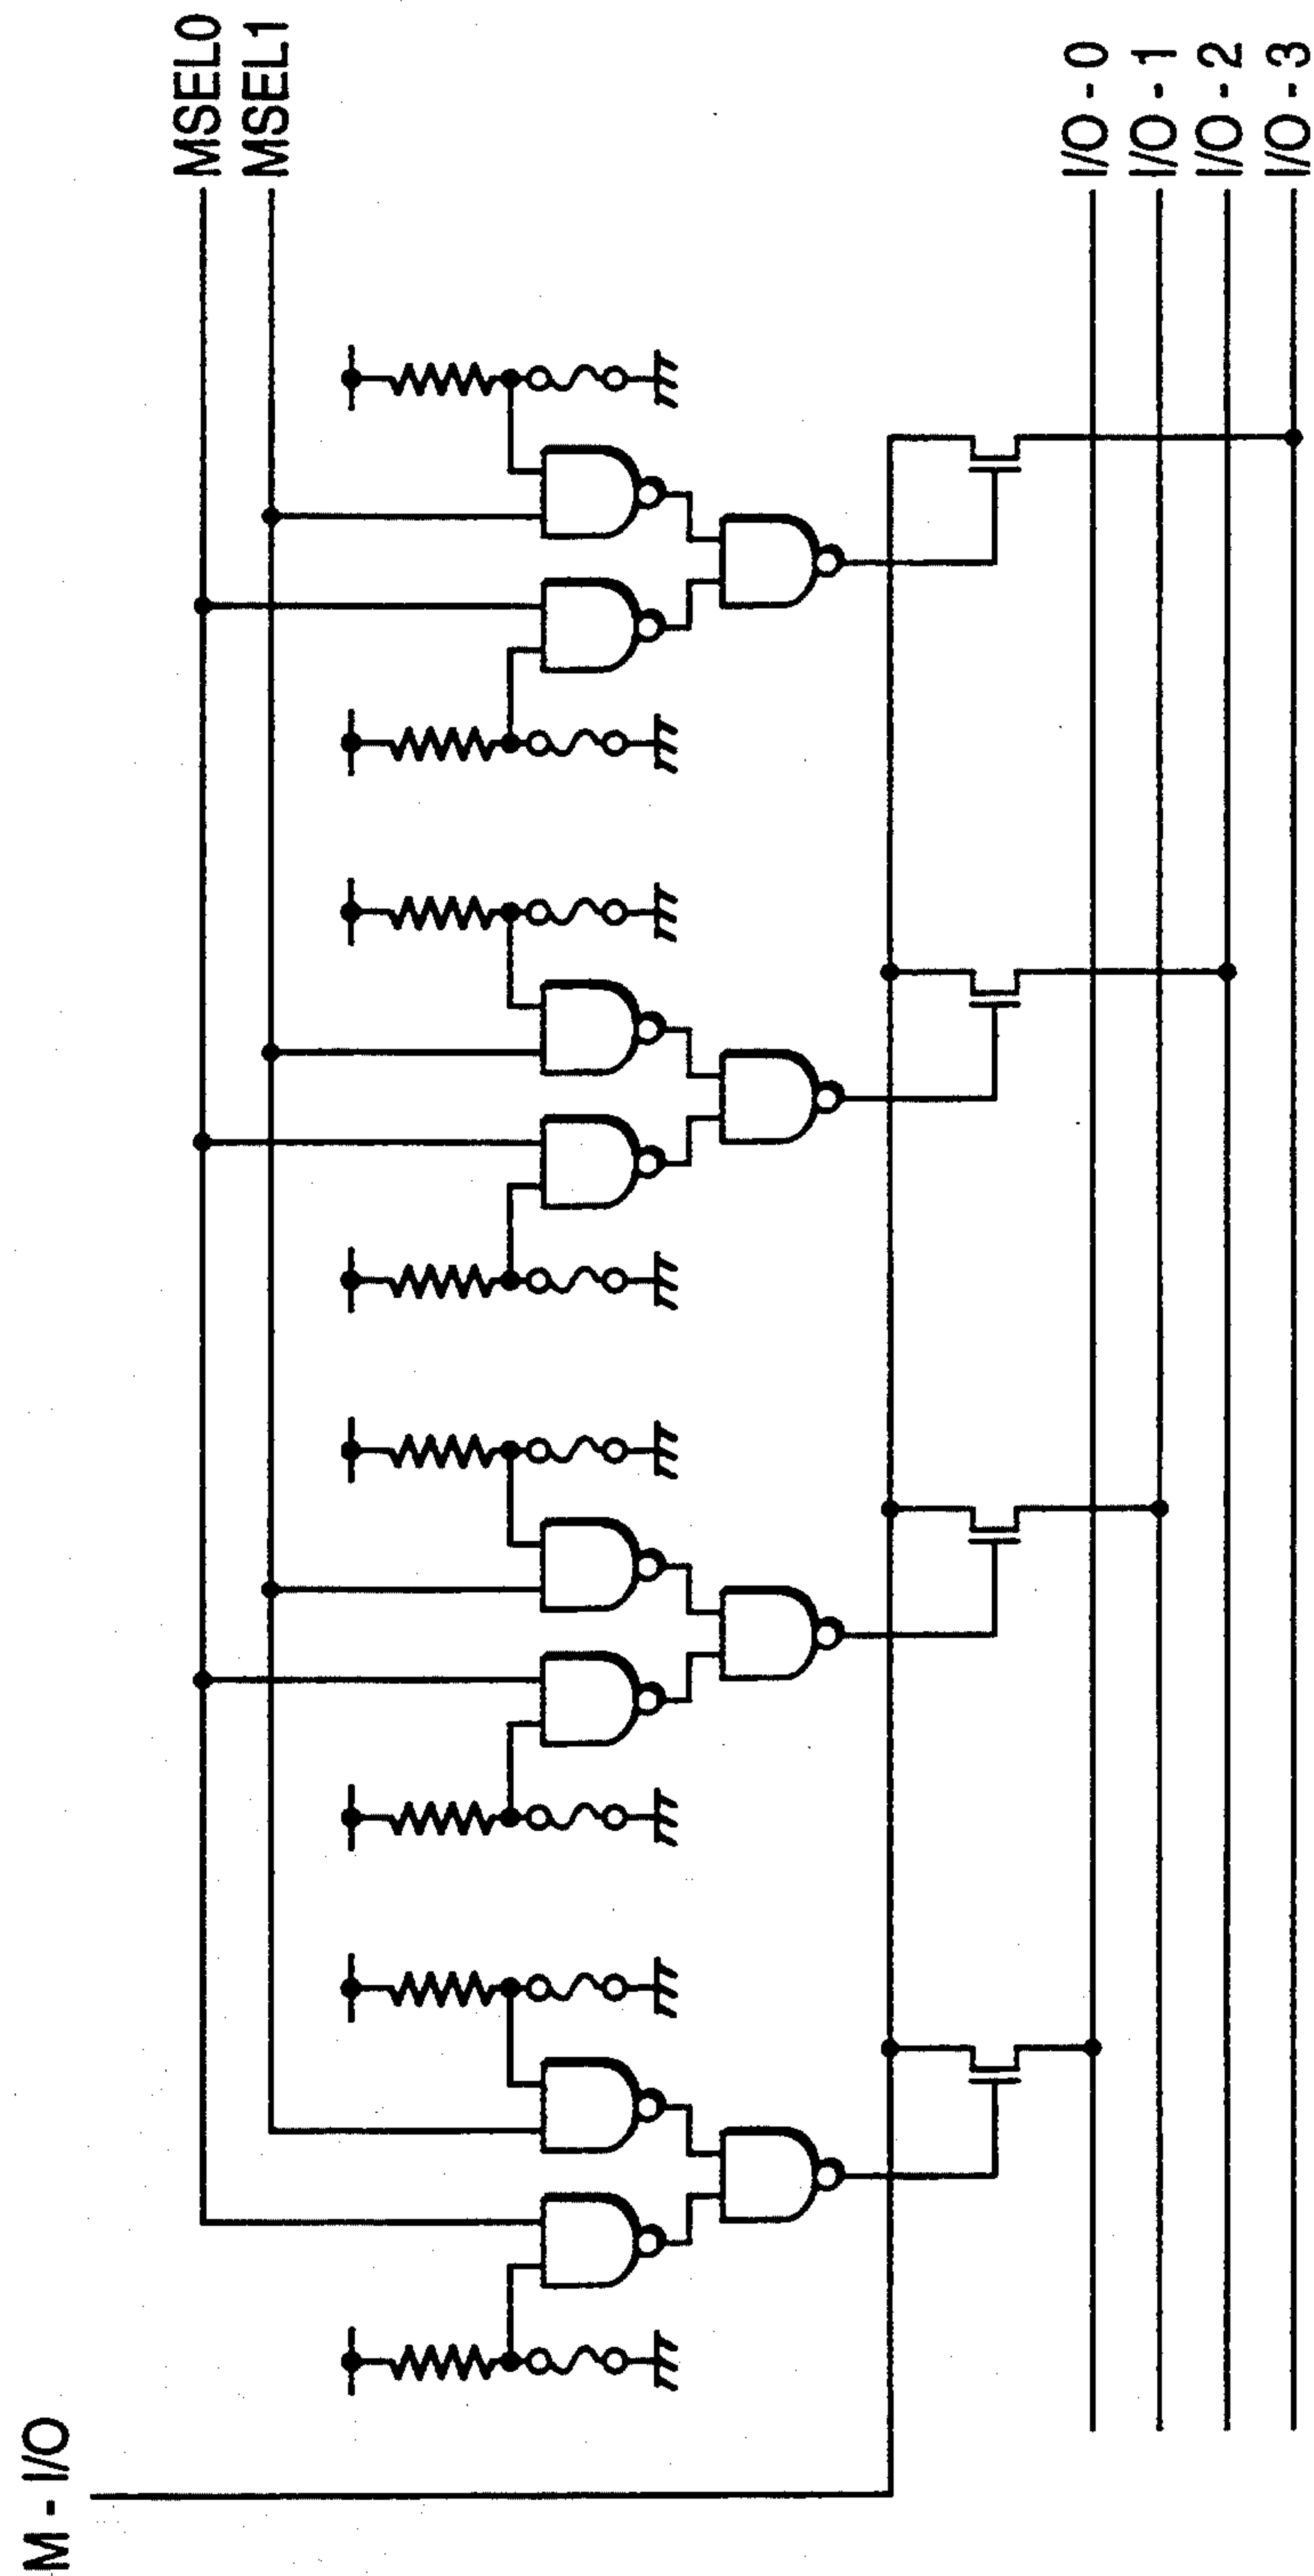 M - I/O
MSEL0
MSEL1
I/O - 0
I/O - 1
I/O - 2
I/O - 3